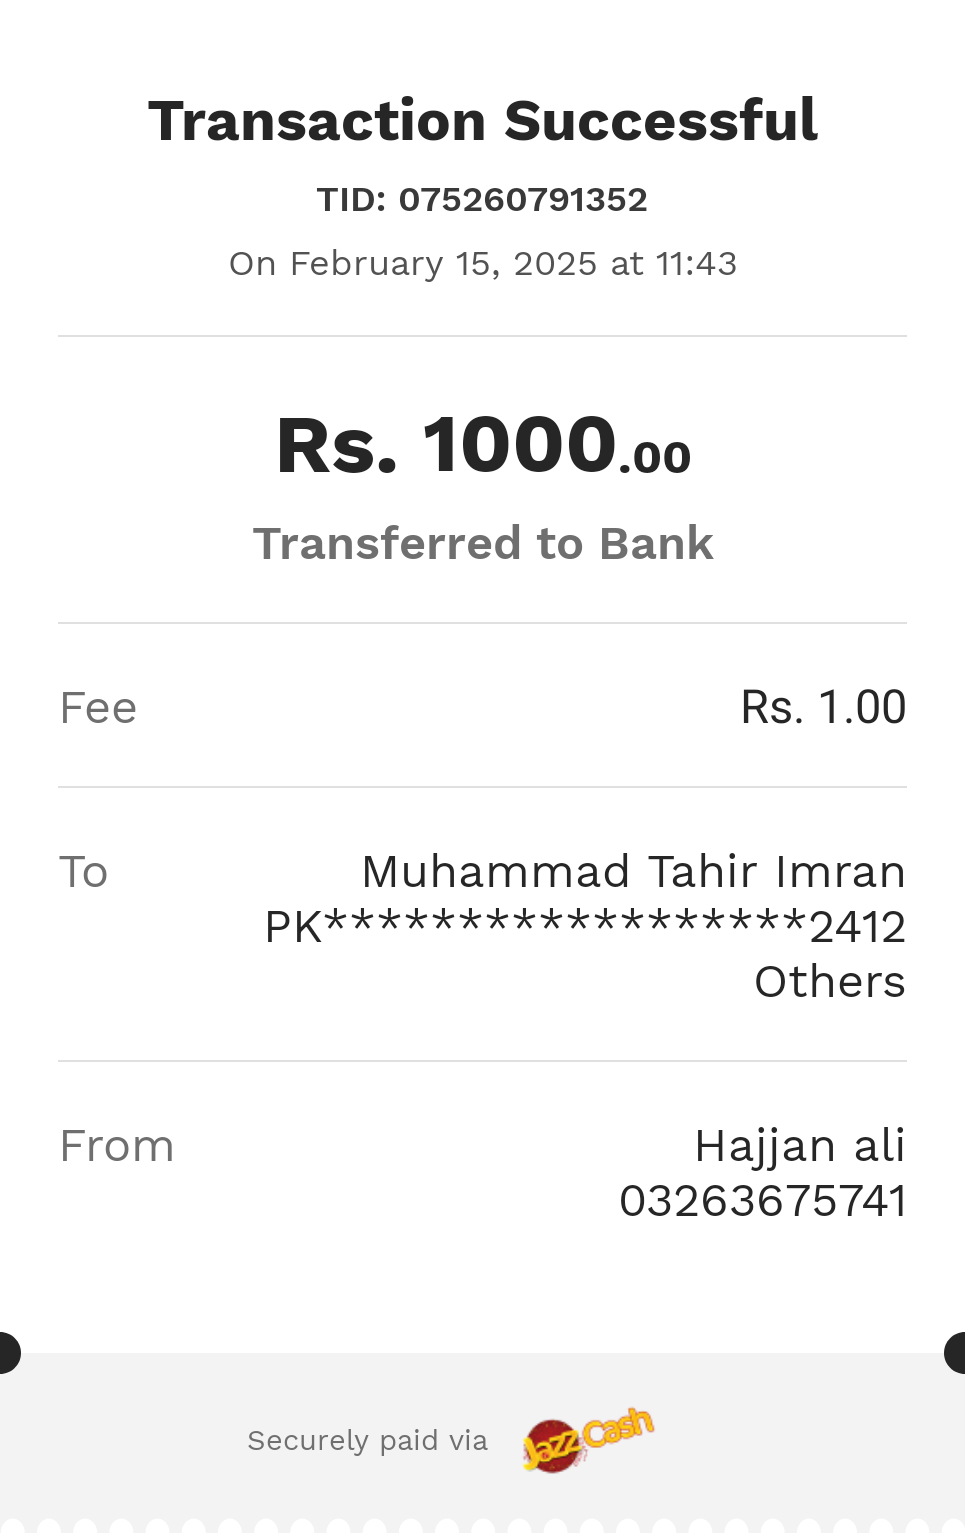 Transaction Successful
TID: 075260791352
On February 15, 2025 at 11:43
Rs. 1000.00
Transferred to Bank
Fee Rs. 1.00
To Muhammad Tahir Imran
PK******************2412
Others
From Hajjan ali
03263675741
Securely paid via JazzCash